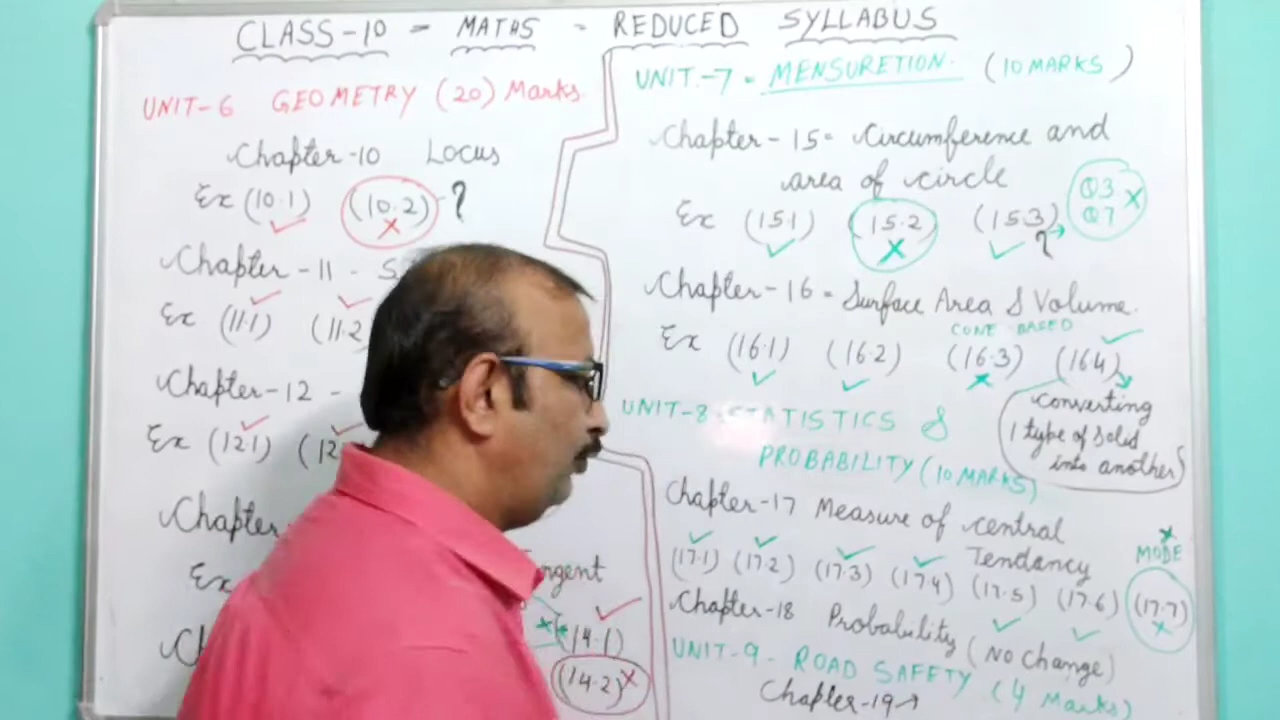 CLASS-10 = MATHS - REDUCED SYLLABUS
UNIT-6 GEOMETRY (20) Marks.
Chapter-10 Locus
Ex (10.1) (10.2) ?
Chapter-11 - S
Ex (11.1) (11.2
Chapter-12 -
Ex (12.1) (12
Chapter
Ex
ngent
(14.1)
(14.2)
UNIT-7 = MENSURETION. (10 MARKS)
Chapter-15= Circumference and
area of circle
Ex (15.1) (15.2) (15.3) ?
Q3
Q7
Chapter-16 = Surface Area & Volume.
CONE BASED
Ex (16.1) (16.2) (16.3) (16.4)
Converting
1 type of solid
into another
UNIT-8 STATISTICS &
PROBABILITY (10 MARKS)
Chapter-17 Measure of central
Tendancy
MODE
(17.1) (17.2) (17.3) (17.4) (17.5) (17.6) (17.7)
Chapter-18 Probability (No Change)
UNIT-9- ROAD SAFETY (4 Marks)
Chapter-19→